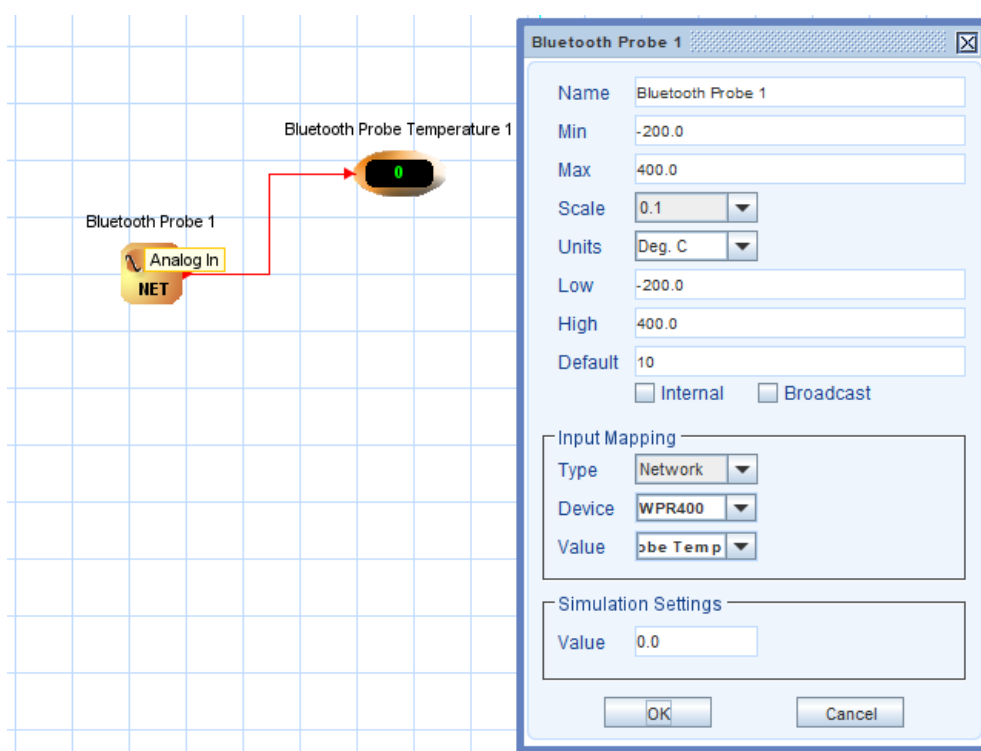 Bluetooth Probe Temperature 1
0
Bluetooth Probe 1
Analog In
NET
Bluetooth Probe 1
Name Bluetooth Probe 1
Min -200.0
Max 400.0
Scale 0.1
Units Deg. C
Low -200.0
High 400.0
Default 10
Internal Broadcast
Input Mapping
Type Network
Device WPR400
Value obe Temp
Simulation Settings
Value 0.0
OK Cancel